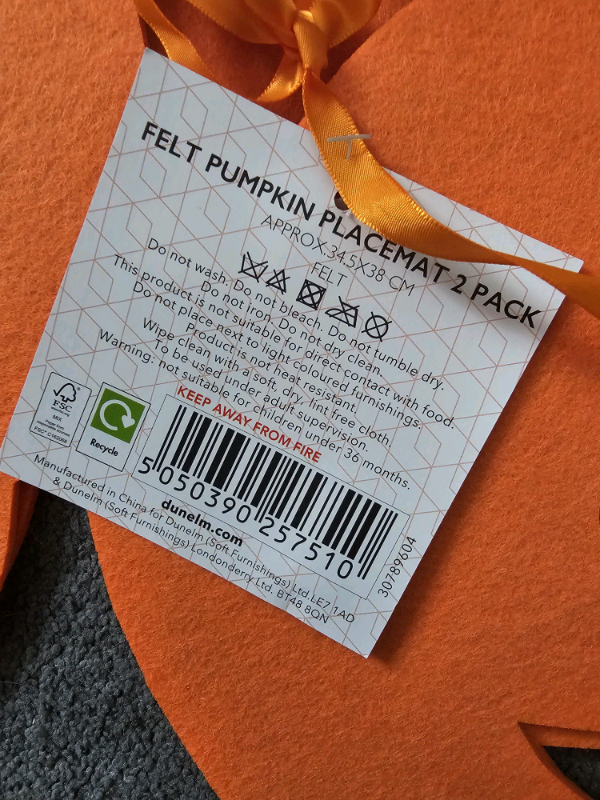 FELT PUMPKIN PLACEMAT 2 PACK
APPROX.34.5X38 CM
FELT
Do not wash. Do not bleach. Do not tumble dry.
Do not iron. Do not dry clean.
This product is not suitable for direct contact with food.
Do not place next to light coloured furnishings.
Product is not heat resistant.
Wipe clean with a soft, dry, lint free cloth.
To be used under adult supervision.
Warning: not suitable for children under 36 months.
KEEP AWAY FROM FIRE
FSC
MIX
Recycle
5 050390 257510
30789604
dunelm.com
Manufactured in China for Dunelm (Soft Furnishings) Ltd.LE7 1AD
& Dunelm (Soft Furnishings) Londonderry Ltd. BT48 8QN